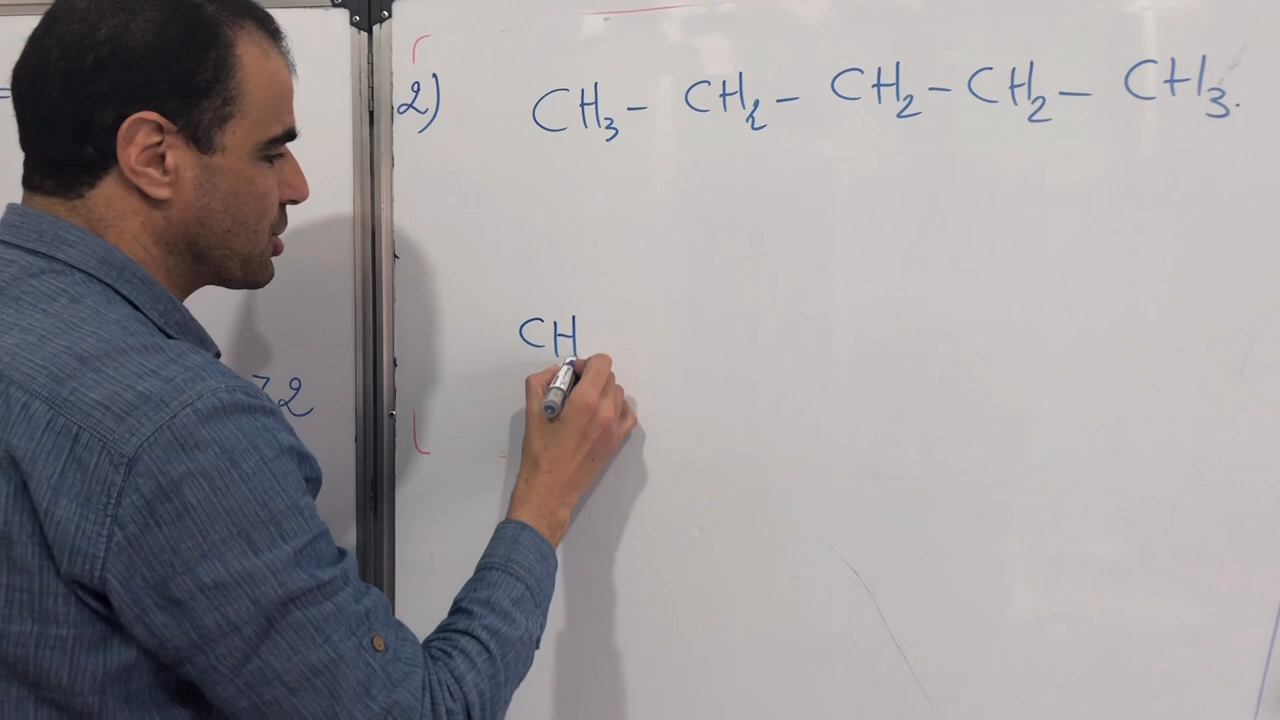 2) CH₃ - CH₂ - CH₂ - CH₂ - CH₃.
CH